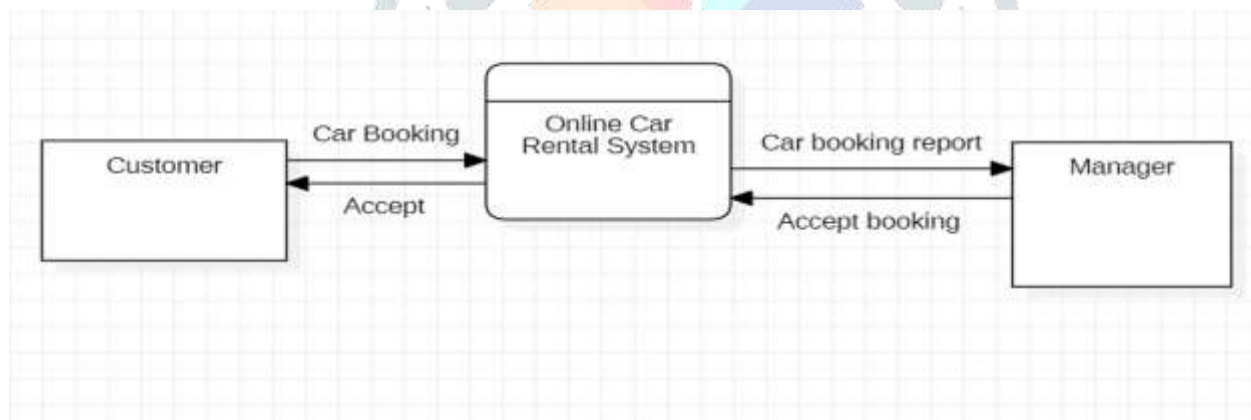 Customer
Car Booking
Accept
Online Car
Rental System
Car booking report
Accept booking
Manager